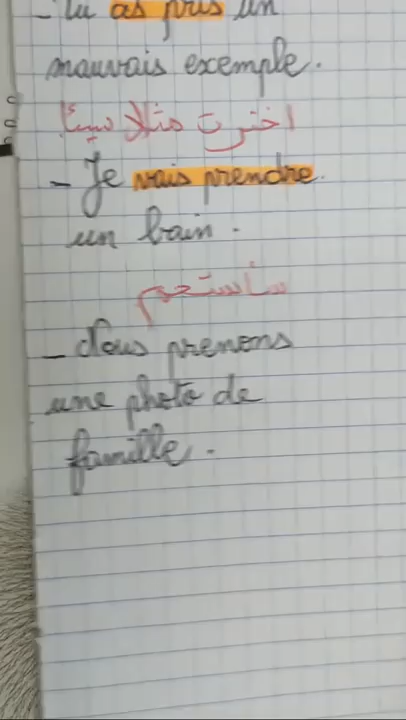 - Tu as pris un
mauvais exemple.
اخترت مثلا سيئا
- Je vais prendre
un bain.
سأستحم
- Nous prenons
une photo de
famille.